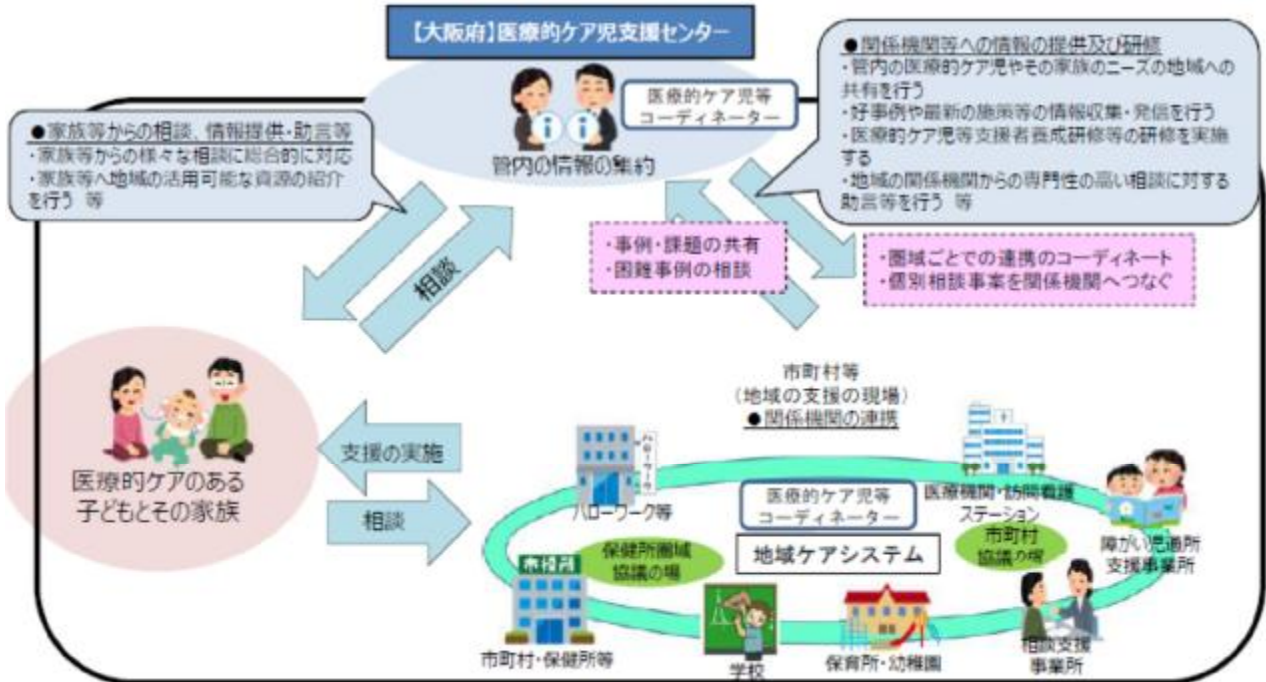 【大阪府】医療的ケア児支援センター
医療的ケア児等
コーディネーター
管内の情報の集約
●家族等からの相談、情報提供・助言等
・家族等からの様々な相談に総合的に対応
・家族等へ地域の活用可能な資源の紹介
を行う 等
●関係機関等への情報の提供及び研修
・管内の医療的ケア児やその家族のニーズの地域への
共有を行う
・好事例や最新の施策等の情報収集・発信を行う
・医療的ケア児等支援者養成研修等の研修を実施
する
・地域の関係機関からの専門性の高い相談に対する
助言等を行う 等
相談
・事例・課題の共有
・困難事例の相談
・圏域ごとでの連携のコーディネート
・個別相談事案を関係機関へつなぐ
医療的ケアのある
子どもとその家族
支援の実施
相談
市町村等
(地域の支援の現場)
●関係機関の連携
ハローワーク
ハローワーク等
医療的ケア児等
コーディネーター
地域ケアシステム
医療機関・訪問看護
ステーション
市町村
協議の場
障がい児通所
支援事業所
保健所圏域
協議の場
市役所
市町村・保健所等
学校
保育所・幼稚園
相談支援
事業所